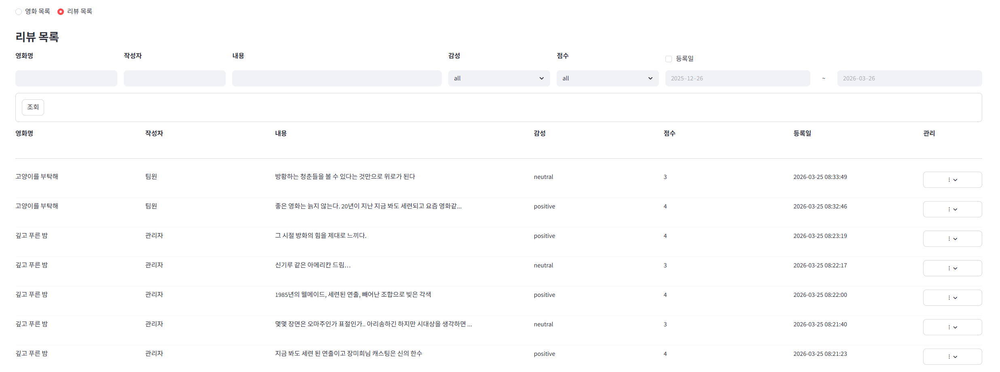 영화 목록 리뷰 목록
리뷰 목록
영화명 작성자 내용 감성 점수 등록일
all all 2025-12-26 ~ 2026-03-26
조회
영화명 작성자 내용 감성 점수 등록일 관리
고양이를 부탁해 팀원 방황하는 청춘들을 볼 수 있다는 것만으로 위로가 된다 neutral 3 2026-03-25 08:33:49
고양이를 부탁해 팀원 좋은 영화는 늙지 않는다. 20년이 지난 지금 봐도 세련되고 요즘 영화같... positive 4 2026-03-25 08:32:46
깊고 푸른 밤 관리자 그 시절 방화의 힘을 제대로 느끼다. positive 4 2026-03-25 08:23:19
깊고 푸른 밤 관리자 신기루 같은 아메리칸 드림… neutral 3 2026-03-25 08:22:17
깊고 푸른 밤 관리자 1985년의 웰메이드, 세련된 연출, 빼어난 조합으로 빚은 각색 positive 4 2026-03-25 08:22:00
깊고 푸른 밤 관리자 몇몇 장면은 오마주인가 표절인가.. 아리송하긴 하지만 시대상을 생각하면 ... neutral 3 2026-03-25 08:21:40
깊고 푸른 밤 관리자 지금 봐도 세련 된 연출이고 장미희님 캐스팅은 신의 한수 positive 4 2026-03-25 08:21:23